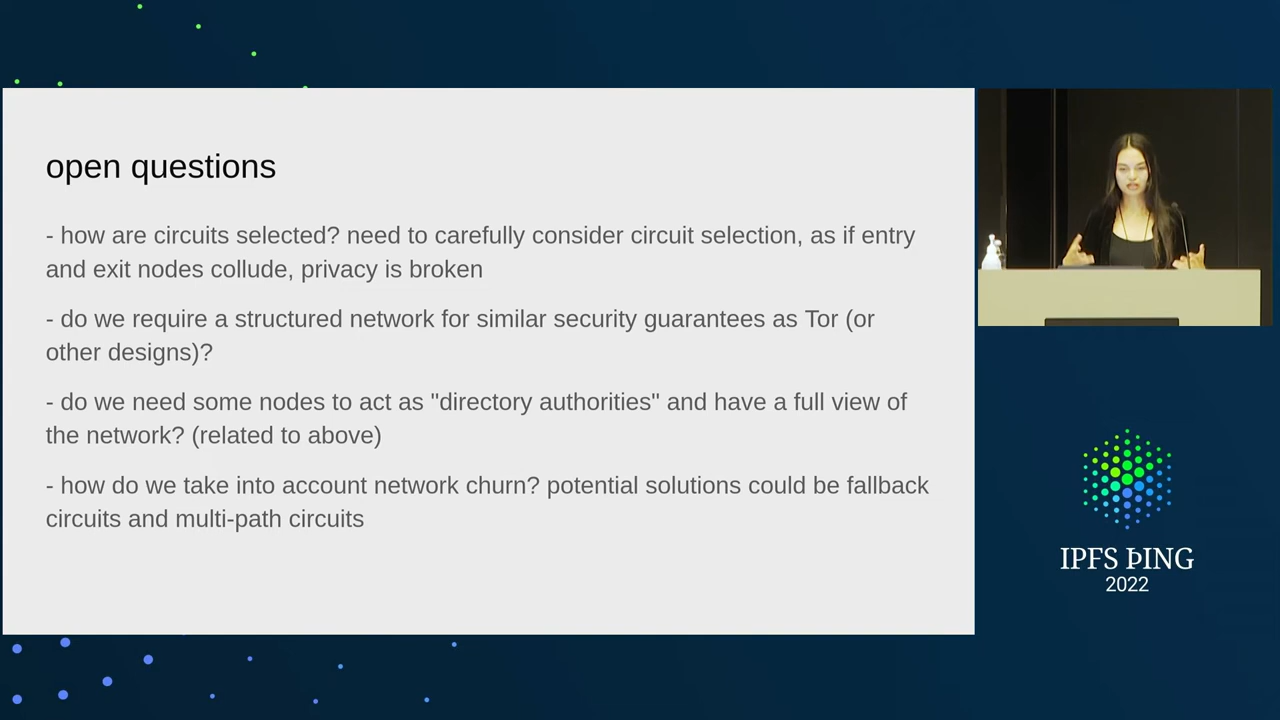 open questions
- how are circuits selected? need to carefully consider circuit selection, as if entry
and exit nodes collude, privacy is broken
- do we require a structured network for similar security guarantees as Tor (or
other designs)?
- do we need some nodes to act as "directory authorities" and have a full view of
the network? (related to above)
- how do we take into account network churn? potential solutions could be fallback
circuits and multi-path circuits
IPFS ÞING
2022